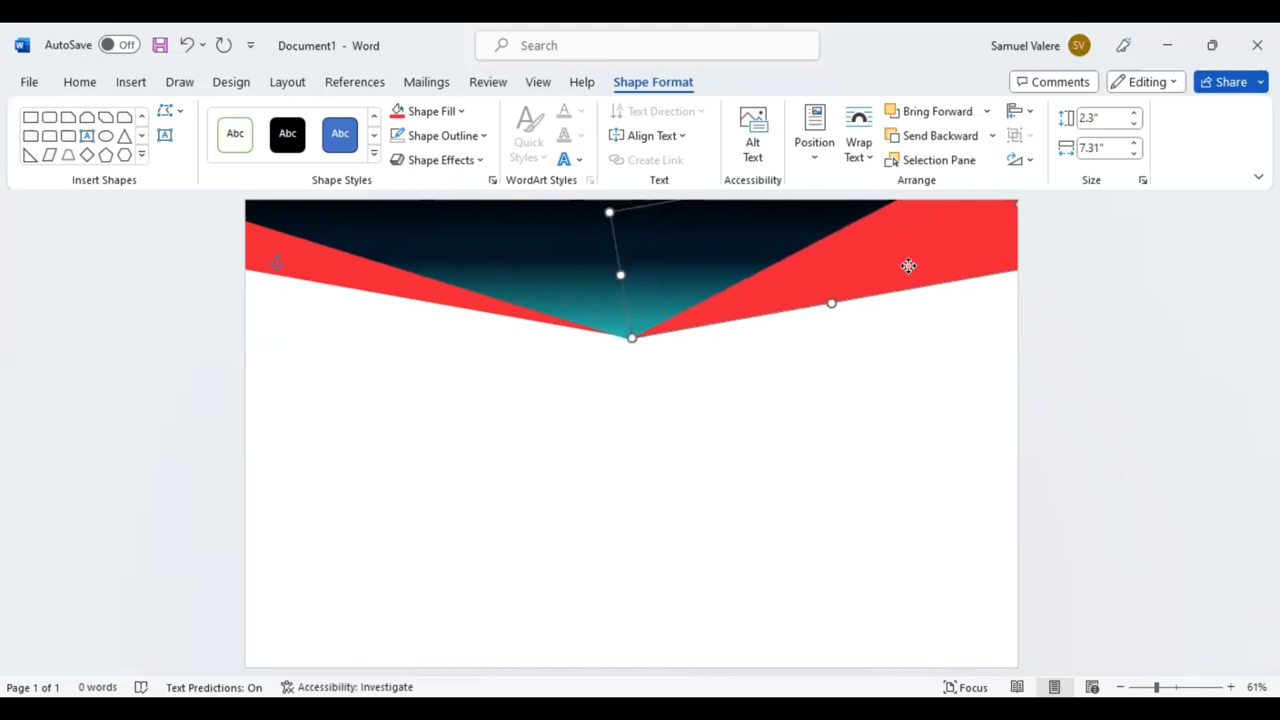 AutoSave Off Document1 - Word Search Samuel Valere SV
File Home Insert Draw Design Layout References Mailings Review View Help Shape Format Comments Editing Share
Abc Abc Abc
Shape Fill
Shape Outline
Shape Effects
Quick
Styles
Text Direction
Align Text
Create Link
Alt
Text
Position
Wrap
Text
Bring Forward
Send Backward
Selection Pane
2.3"
7.31"
Insert Shapes Shape Styles WordArt Styles Text Accessibility Arrange Size
Page 1 of 1 0 words Text Predictions: On Accessibility: Investigate Focus 61%